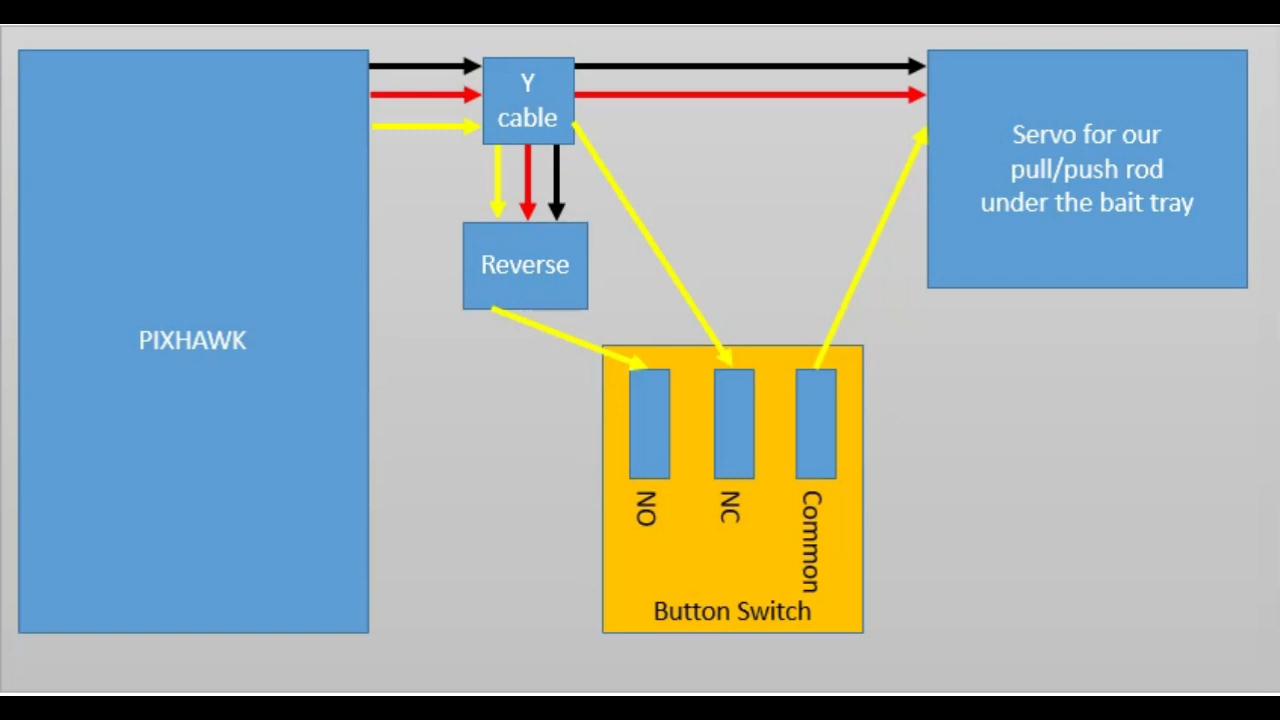 Y
cable
Servo for our
pull/push rod
under the bait tray
Reverse
PIXHAWK
NO
NC
Common
Button Switch